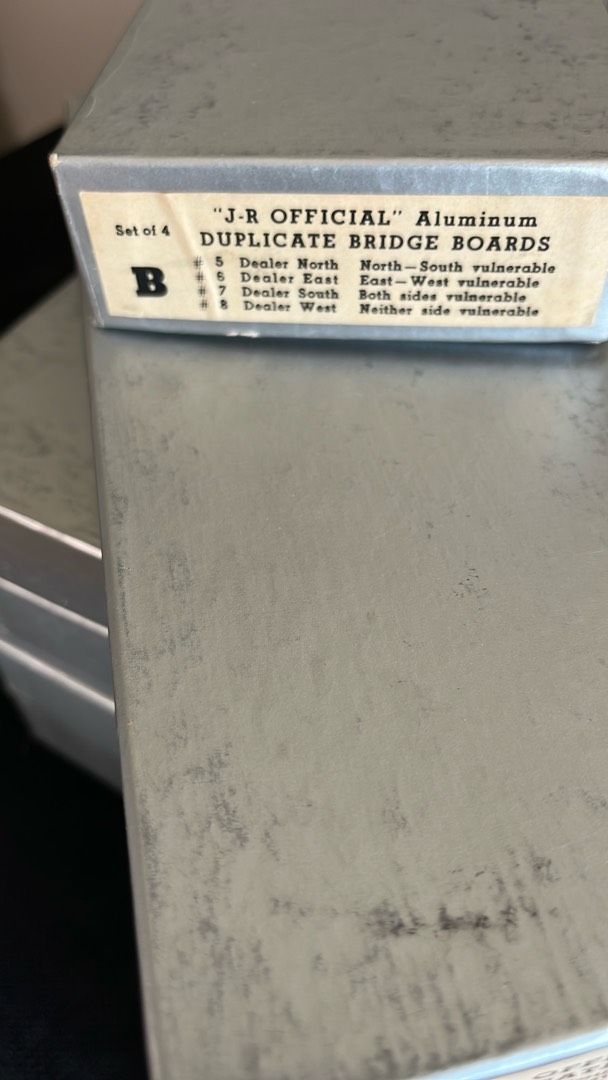 Set of 4
B
"J-R OFFICIAL" Aluminum
DUPLICATE BRIDGE BOARDS
# 5 Dealer North North—South vulnerable
# 6 Dealer East East—West vulnerable
# 7 Dealer South Both sides vulnerable
# 8 Dealer West Neither side vulnerable